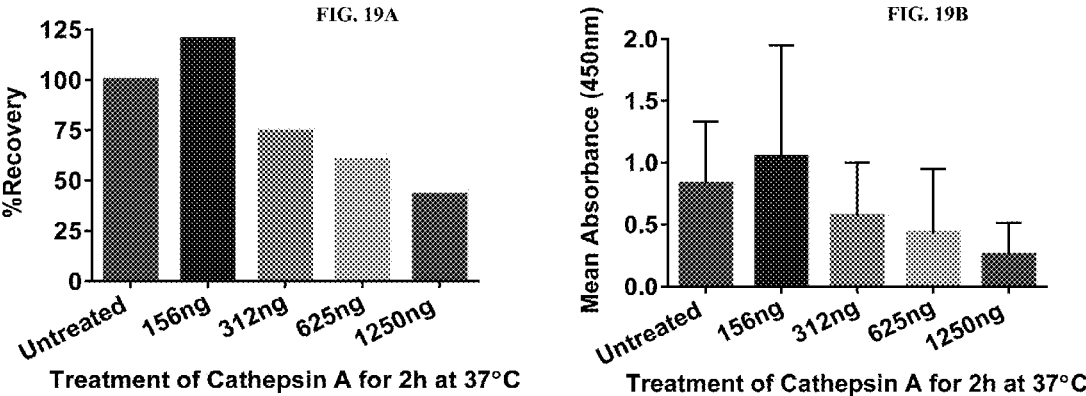 FIG. 19A
%Recovery
125
100
75
50
25
0
Untreated
156ng
312ng
625ng
1250ng
Treatment of Cathepsin A for 2h at 37°C
FIG. 19B
Mean Absorbance (450nm)
2.0
1.5
1.0
0.5
0.0
Untreated
156ng
312ng
625ng
1250ng
Treatment of Cathepsin A for 2h at 37°C